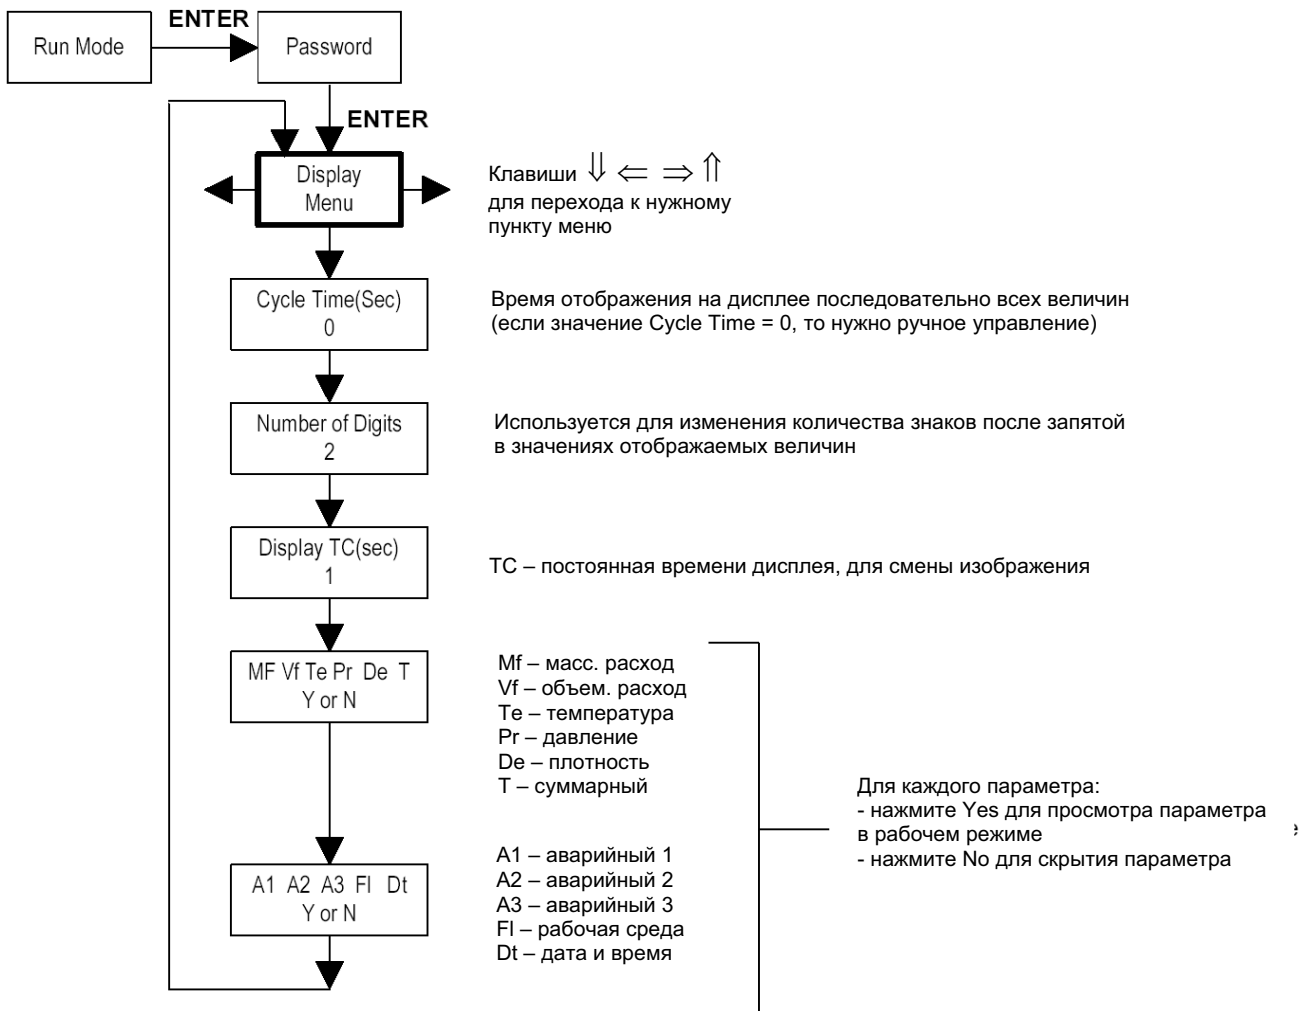 ENTER
Run Mode
Password
ENTER
Display
Menu
Клавиши ⇓ ⇐ ⇒ ⇑
для перехода к нужному
пункту меню
Cycle Time(Sec)
0
Время отображения на дисплее последовательно всех величин
(если значение Cycle Time = 0, то нужно ручное управление)
Number of Digits
2
Используется для изменения количества знаков после запятой
в значениях отображаемых величин
Display TC(sec)
1
TC – постоянная времени дисплея, для смены изображения
MF Vf Te Pr De T
Y or N
Mf – масс. расход
Vf – объем. расход
Te – температура
Pr – давление
De – плотность
T – суммарный
Для каждого параметра:
- нажмите Yes для просмотра параметра
в рабочем режиме
- нажмите No для скрытия параметра
A1 A2 A3 Fl Dt
Y or N
A1 – аварийный 1
A2 – аварийный 2
A3 – аварийный 3
Fl – рабочая среда
Dt – дата и время